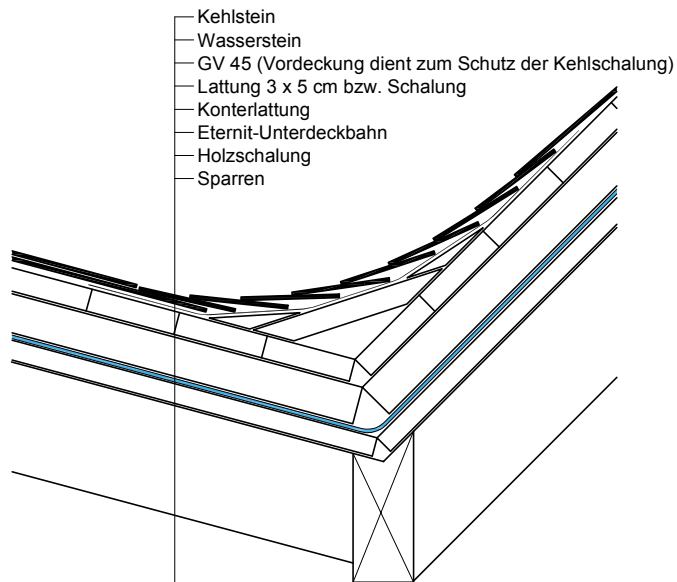 Kehlstein
Wasserstein
GV 45 (Vordeckung dient zum Schutz der Kehlschalung)
Lattung 3 x 5 cm bzw. Schalung
Konterlattung
Eternit-Unterdeckbahn
Holzschalung
Sparren